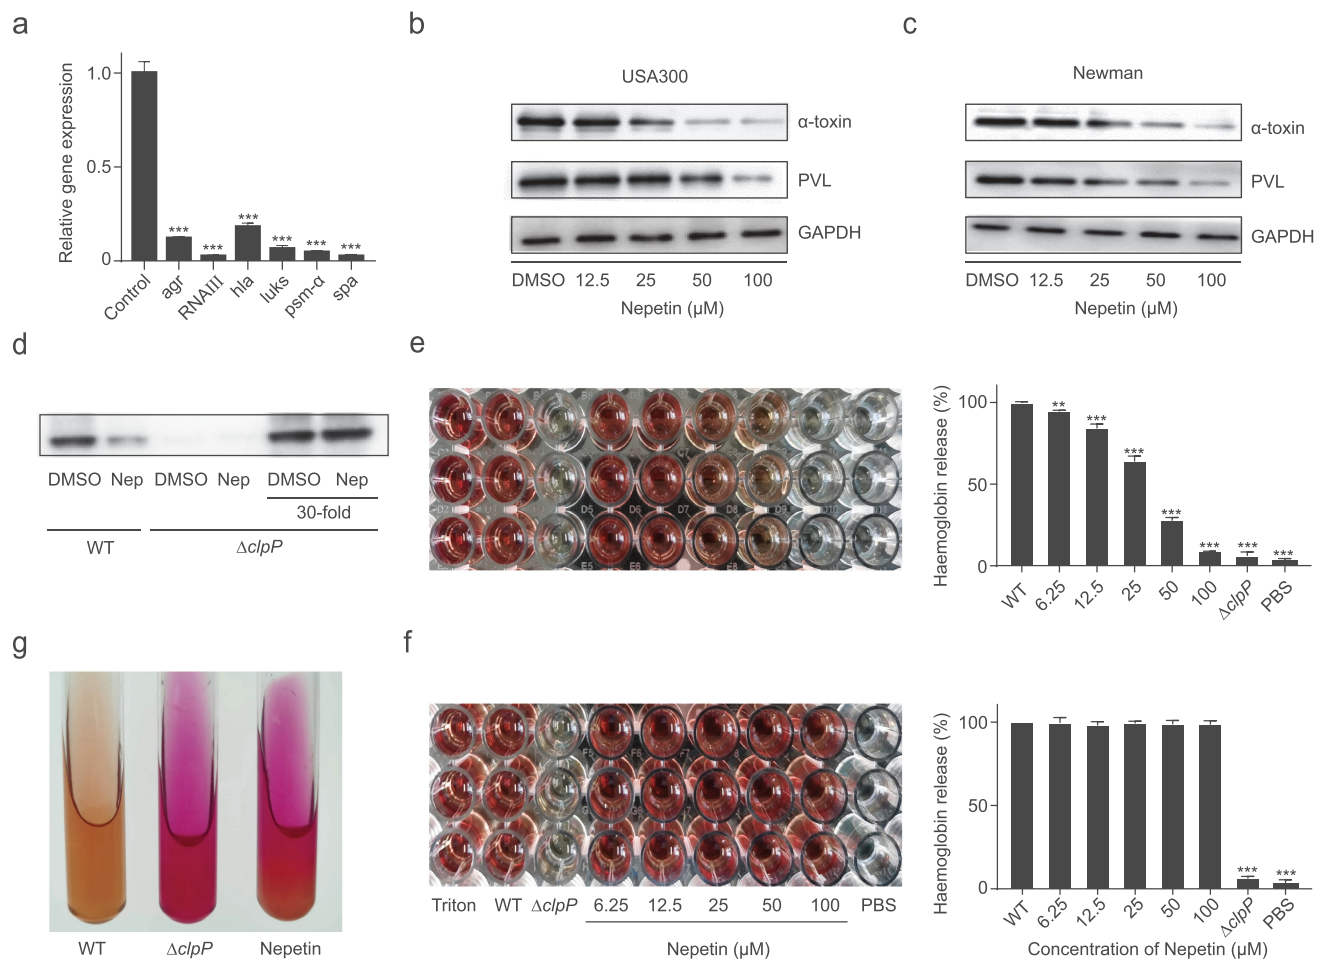 a
b
c
Relative gene expression
1.0
0.5
0
***
***
***
***
***
***
Control
agr
RNAIII
hla
luks
psm-α
spa
USA300
α-toxin
PVL
GAPDH
DMSO 12.5 25 50 100
Nepetin (μM)
Newman
α-toxin
PVL
GAPDH
DMSO 12.5 25 50 100
Nepetin (μM)
d
DMSO Nep DMSO Nep DMSO Nep
30-fold
WT ΔclpP
e
Haemoglobin release (%)
100
50
0
**
***
***
***
***
***
***
WT
6.25
12.5
25
50
100
ΔclpP
PBS
g
WT ΔclpP Nepetin
f
Triton WT ΔclpP 6.25 12.5 25 50 100 PBS
Nepetin (μM)
Haemoglobin release (%)
100
50
0
***
***
WT
6.25
12.5
25
50
100
ΔclpP
PBS
Concentration of Nepetin (μM)